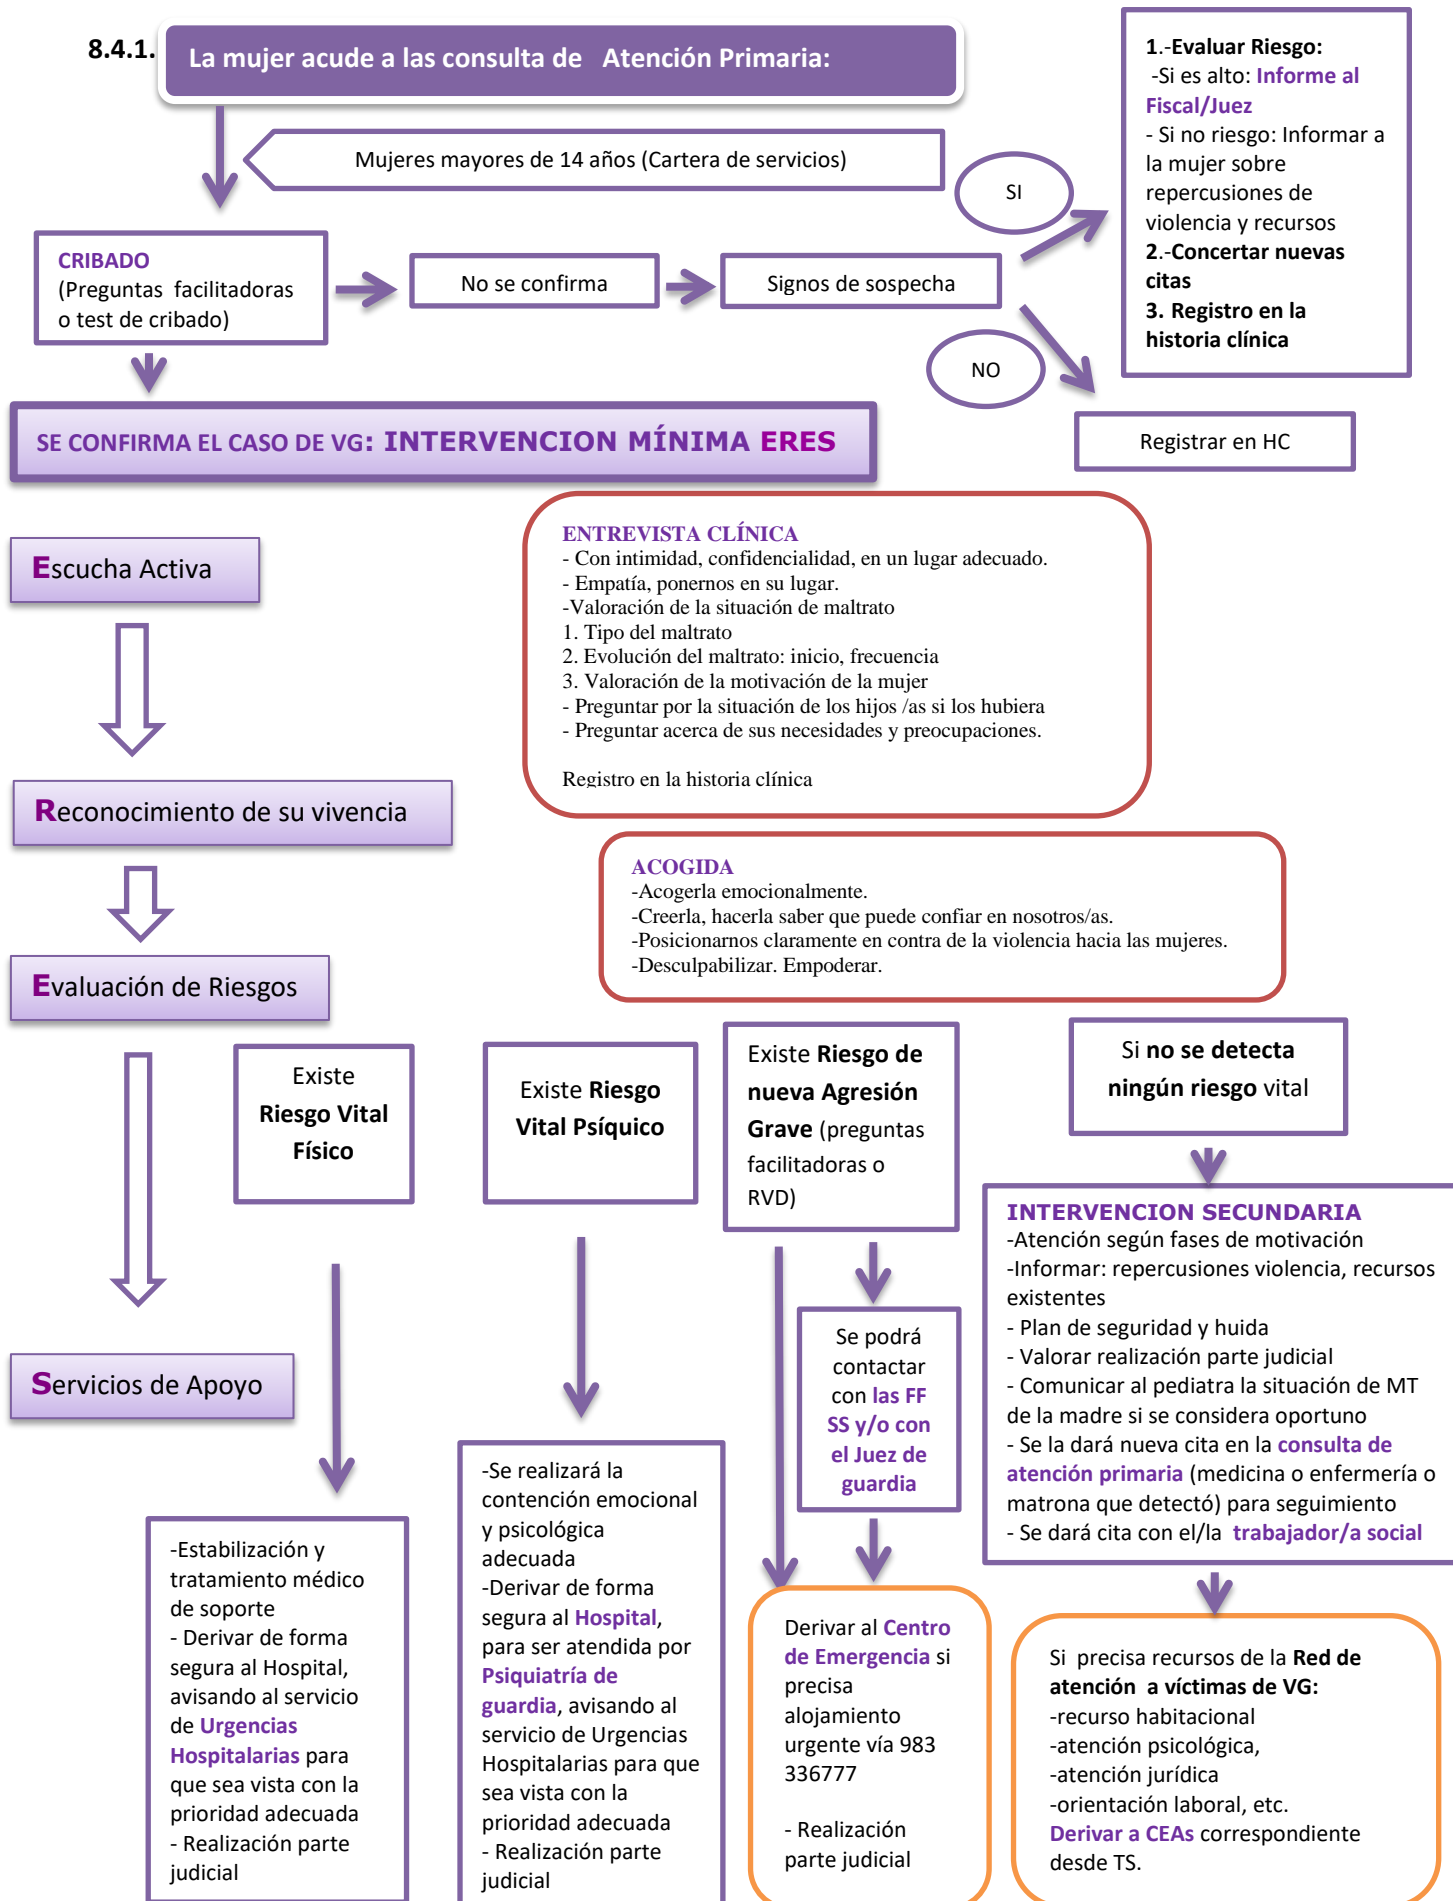 8.4.1.
La mujer acude a las consulta de Atención Primaria:
Mujeres mayores de 14 años (Cartera de servicios)
SI
1.-Evaluar Riesgo:
-Si es alto: Informe al
Fiscal/Juez
- Si no riesgo: Informar a
la mujer sobre
repercusiones de
violencia y recursos
2.-Concertar nuevas
citas
3. Registro en la
historia clínica
CRIBADO
(Preguntas facilitadoras
o test de cribado)
No se confirma
Signos de sospecha
NO
Registrar en HC
SE CONFIRMA EL CASO DE VG: INTERVENCION MÍNIMA ERES
Escucha Activa
ENTREVISTA CLÍNICA
- Con intimidad, confidencialidad, en un lugar adecuado.
- Empatía, ponernos en su lugar.
-Valoración de la situación de maltrato
1. Tipo del maltrato
2. Evolución del maltrato: inicio, frecuencia
3. Valoración de la motivación de la mujer
- Preguntar por la situación de los hijos /as si los hubiera
- Preguntar acerca de sus necesidades y preocupaciones.
Registro en la historia clínica
Reconocimiento de su vivencia
ACOGIDA
-Acogerla emocionalmente.
-Creerla, hacerla saber que puede confiar en nosotros/as.
-Posicionarnos claramente en contra de la violencia hacia las mujeres.
-Desculpabilizar. Empoderar.
Evaluación de Riesgos
Existe
Riesgo Vital
Físico
Existe Riesgo
Vital Psíquico
Existe Riesgo de
nueva Agresión
Grave (preguntas
facilitadoras o
RVD)
Si no se detecta
ningún riesgo vital
Servicios de Apoyo
Se podrá
contactar
con las FF
SS y/o con
el Juez de
guardia
INTERVENCION SECUNDARIA
-Atención según fases de motivación
-Informar: repercusiones violencia, recursos
existentes
- Plan de seguridad y huida
- Valorar realización parte judicial
- Comunicar al pediatra la situación de MT
de la madre si se considera oportuno
- Se la dará nueva cita en la consulta de
atención primaria (medicina o enfermería o
matrona que detectó) para seguimiento
- Se dará cita con el/la trabajador/a social
-Estabilización y
tratamiento médico
de soporte
- Derivar de forma
segura al Hospital,
avisando al servicio
de Urgencias
Hospitalarias para
que sea vista con la
prioridad adecuada
- Realización parte
judicial
-Se realizará la
contención emocional
y psicológica
adecuada
-Derivar de forma
segura al Hospital,
para ser atendida por
Psiquiatría de
guardia, avisando al
servicio de Urgencias
Hospitalarias para que
sea vista con la
prioridad adecuada
- Realización parte
judicial
Derivar al Centro
de Emergencia si
precisa
alojamiento
urgente vía 983
336777
- Realización
parte judicial
Si precisa recursos de la Red de
atención a víctimas de VG:
-recurso habitacional
-atención psicológica,
-atención jurídica
-orientación laboral, etc.
Derivar a CEAs correspondiente
desde TS.